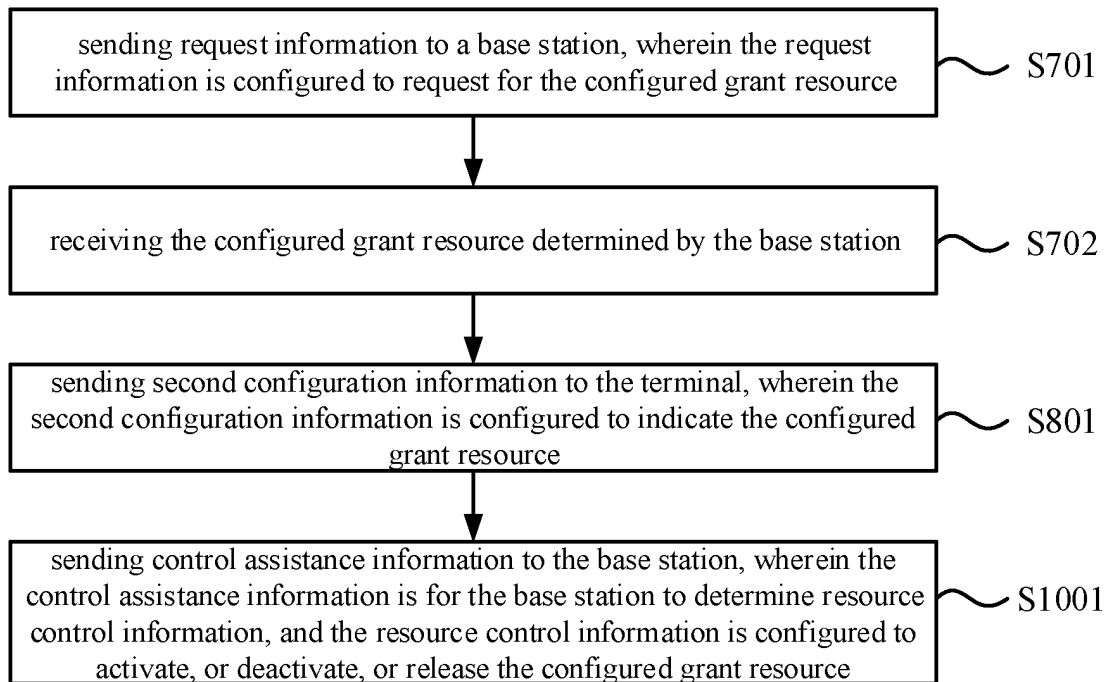 sending request information to a base station, wherein the request
information is configured to request for the configured grant resource
S701
receiving the configured grant resource determined by the base station
S702
sending second configuration information to the terminal, wherein the
second configuration information is configured to indicate the configured
grant resource
S801
sending control assistance information to the base station, wherein the
control assistance information is for the base station to determine resource
control information, and the resource control information is configured to
activate, or deactivate, or release the configured grant resource
S1001